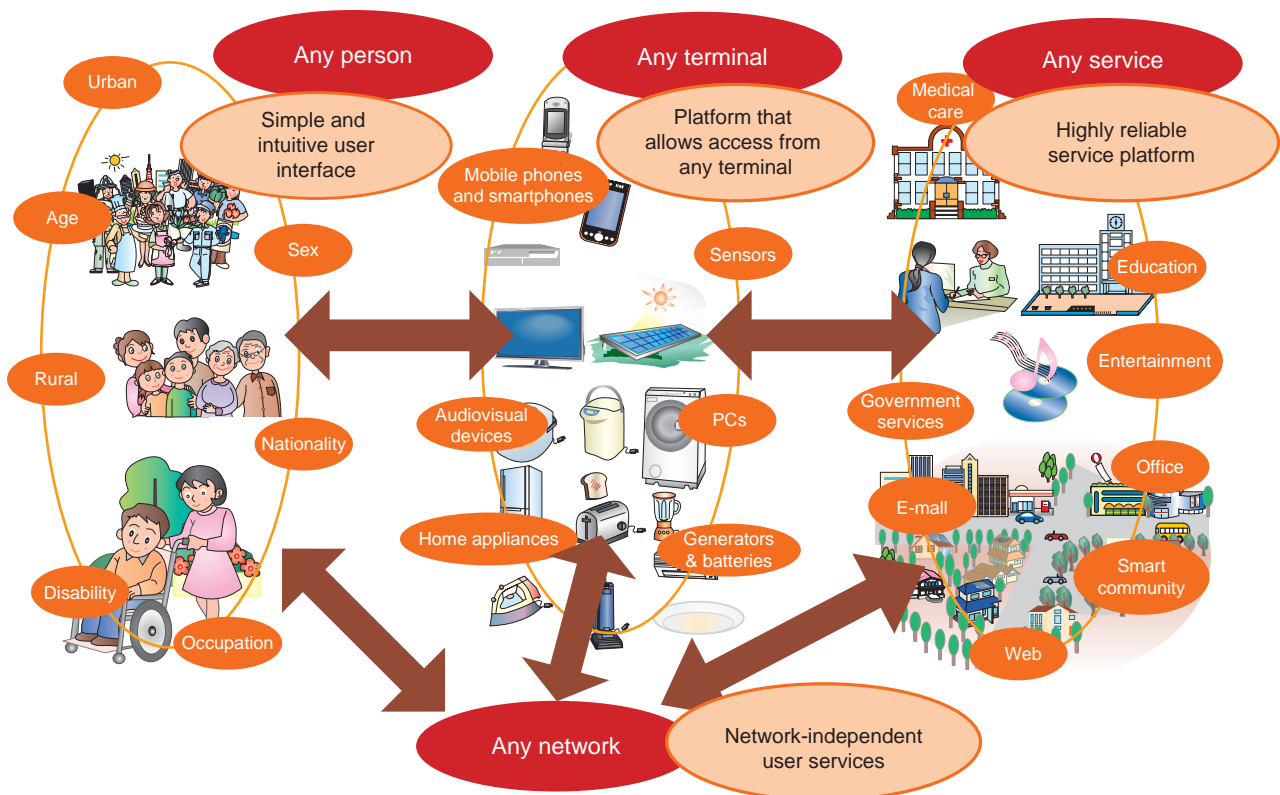 Any person
Simple and
intuitive user
interface
Urban
Age
Sex
Rural
Nationality
Disability
Occupation
Any terminal
Platform that
allows access from
any terminal
Mobile phones
and smartphones
Sensors
Audiovisual
devices
PCs
Home appliances
Generators
& batteries
Any service
Highly reliable
service platform
Medical
care
Education
Entertainment
Government
services
Office
E-mall
Smart
community
Web
Any network
Network-independent
user services